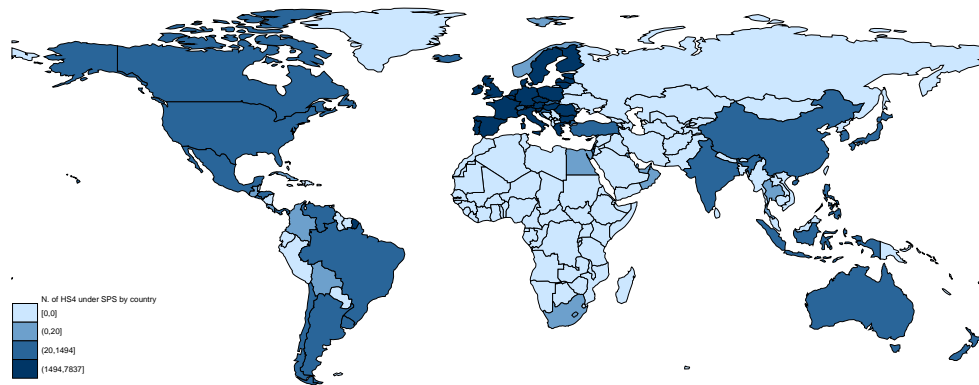 N. of HS4 under SPS by country
[0,0]
(0,20]
(20,1494]
(1494,7837]